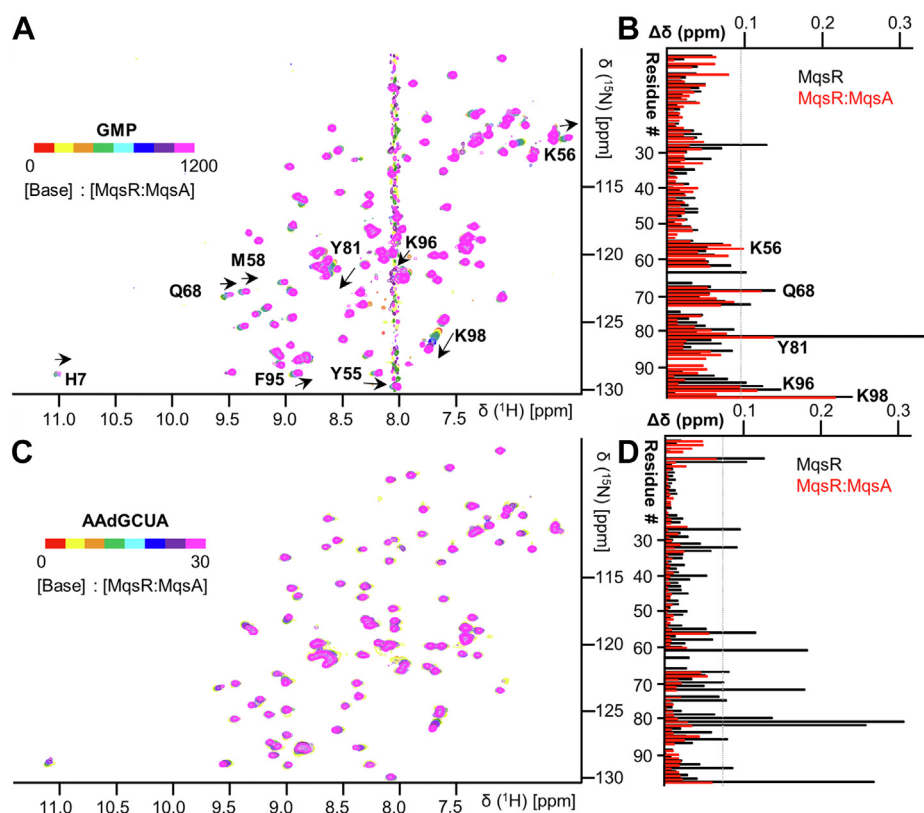 A
GMP
0 1200
[Base] : [MqsR:MqsA]
K56
M58
Y81
K96
Q68
K98
H7
F95
Y55
115
120
125
130
δ (¹⁵N) [ppm]
11.0 10.5 10.0 9.5 9.0 8.5 8.0 7.5
δ (¹H) [ppm]
B
Δδ (ppm) 0.1 0.2 0.3
Residue #
MqsR
MqsR:MqsA
30
40
50
K56
60
Q68
70
80
Y81
90
K96
K98
C
AAdGCUA
0 30
[Base] : [MqsR:MqsA]
115
120
125
130
δ (¹⁵N) [ppm]
11.0 10.5 10.0 9.5 9.0 8.5 8.0 7.5
δ (¹H) [ppm]
D
Δδ (ppm) 0.1 0.2 0.3
Residue #
MqsR
MqsR:MqsA
30
40
50
60
70
80
90